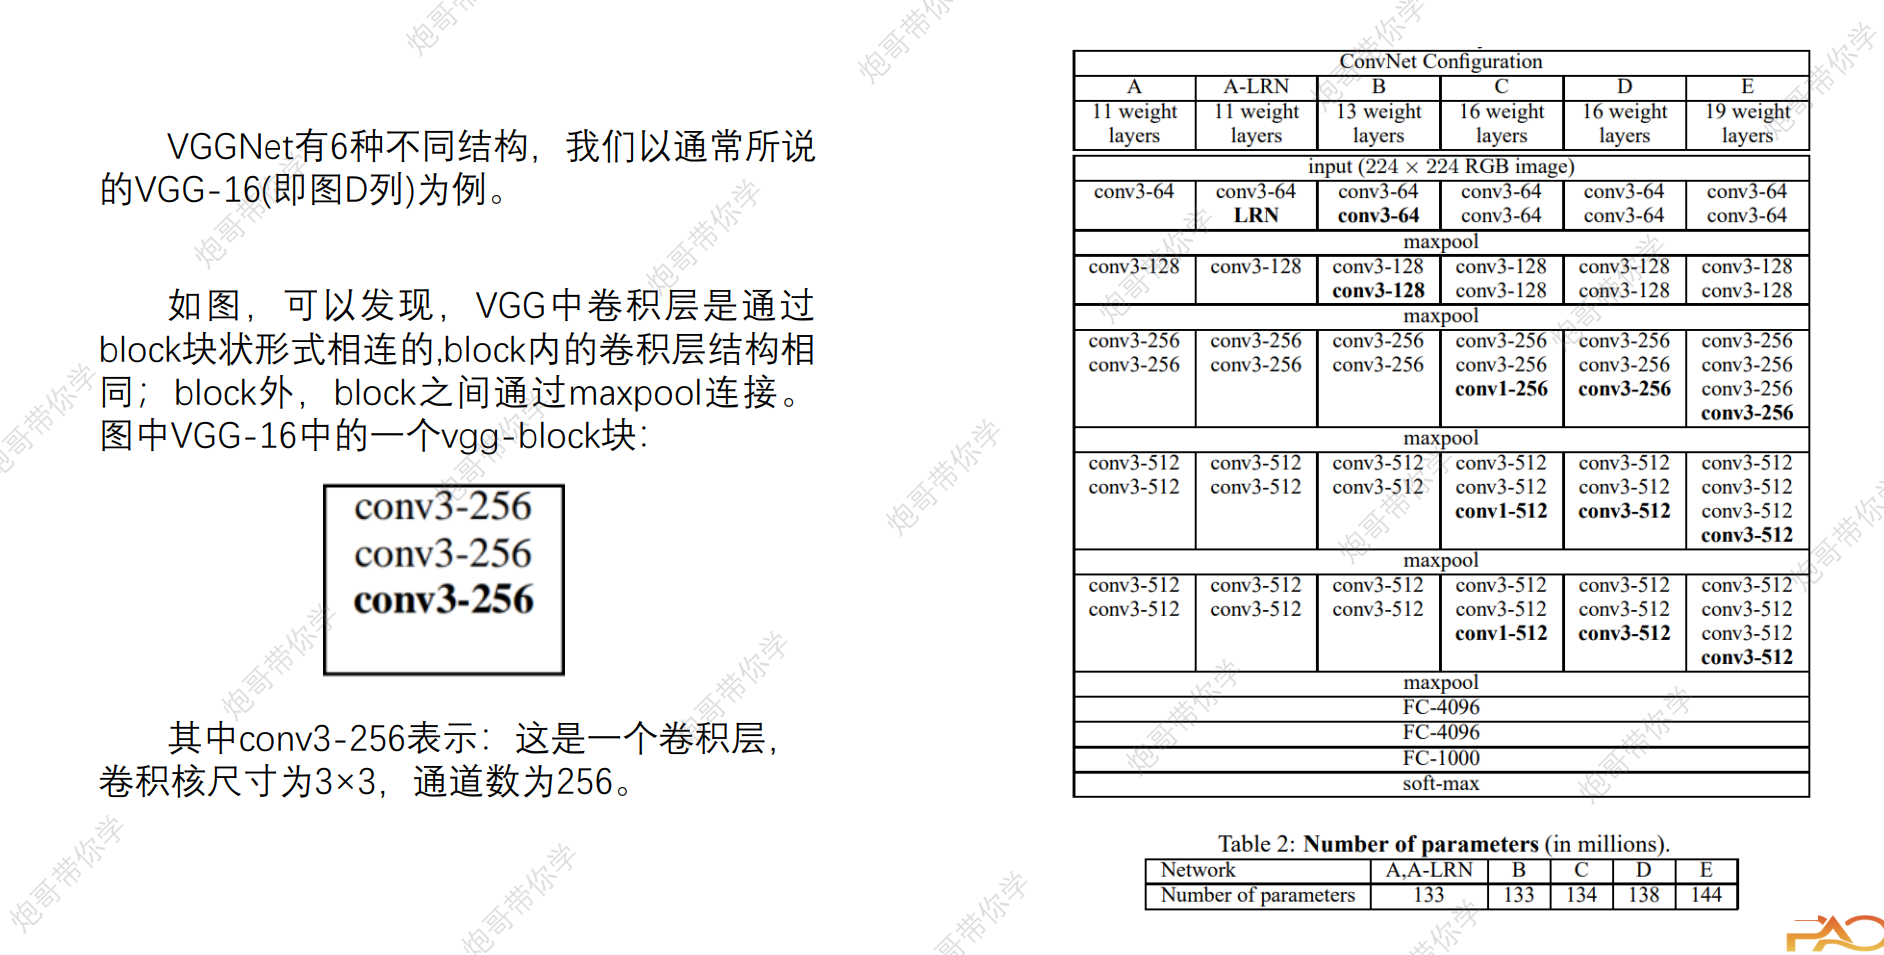 VGGNet有6种不同结构，我们以通常所说
的VGG-16(即图D列)为例。
如图，可以发现，VGG中卷积层是通过
block块状形式相连的,block内的卷积层结构相
同；block外，block之间通过maxpool连接。
图中VGG-16中的一个vgg-block块：
conv3-256
conv3-256
conv3-256
其中conv3-256表示：这是一个卷积层，
卷积核尺寸为3×3，通道数为256。
ConvNet Configuration
A A-LRN B C D E
11 weight 11 weight 13 weight 16 weight 16 weight 19 weight
layers layers layers layers layers layers
input (224 × 224 RGB image)
conv3-64 conv3-64 conv3-64 conv3-64 conv3-64 conv3-64
LRN conv3-64 conv3-64 conv3-64 conv3-64
maxpool
conv3-128 conv3-128 conv3-128 conv3-128 conv3-128 conv3-128
conv3-128 conv3-128 conv3-128 conv3-128
maxpool
conv3-256 conv3-256 conv3-256 conv3-256 conv3-256 conv3-256
conv3-256 conv3-256 conv3-256 conv3-256 conv3-256 conv3-256
conv1-256 conv3-256 conv3-256
conv3-256
maxpool
conv3-512 conv3-512 conv3-512 conv3-512 conv3-512 conv3-512
conv3-512 conv3-512 conv3-512 conv3-512 conv3-512 conv3-512
conv1-512 conv3-512 conv3-512
conv3-512
maxpool
conv3-512 conv3-512 conv3-512 conv3-512 conv3-512 conv3-512
conv3-512 conv3-512 conv3-512 conv3-512 conv3-512 conv3-512
conv1-512 conv3-512 conv3-512
conv3-512
maxpool
FC-4096
FC-4096
FC-1000
soft-max
Table 2: Number of parameters (in millions).
Network A,A-LRN B C D E
Number of parameters 133 133 134 138 144
炮哥带你学
PAO